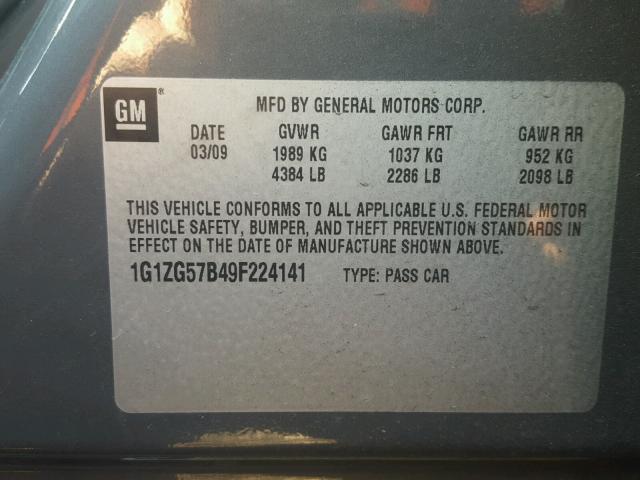 GM® MFD BY GENERAL MOTORS CORP.
DATE GVWR GAWR FRT GAWR RR
03/09 1989 KG 1037 KG 952 KG
4384 LB 2286 LB 2098 LB
THIS VEHICLE CONFORMS TO ALL APPLICABLE U.S. FEDERAL MOTOR
VEHICLE SAFETY, BUMPER, AND THEFT PREVENTION STANDARDS IN
EFFECT ON THE DATE OF MANUFACTURE SHOWN ABOVE.
1G1ZG57B49F224141 TYPE: PASS CAR